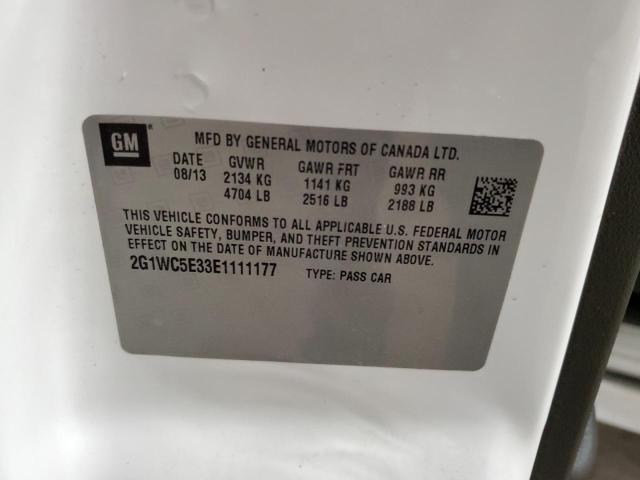 GM
MFD BY GENERAL MOTORS OF CANADA LTD.
DATE GVWR GAWR FRT GAWR RR
08/13 2134 KG 1141 KG 993 KG
4704 LB 2516 LB 2188 LB
THIS VEHICLE CONFORMS TO ALL APPLICABLE U.S. FEDERAL MOTOR
VEHICLE SAFETY, BUMPER, AND THEFT PREVENTION STANDARDS IN
EFFECT ON THE DATE OF MANUFACTURE SHOWN ABOVE.
2G1WC5E33E1111177 TYPE: PASS CAR